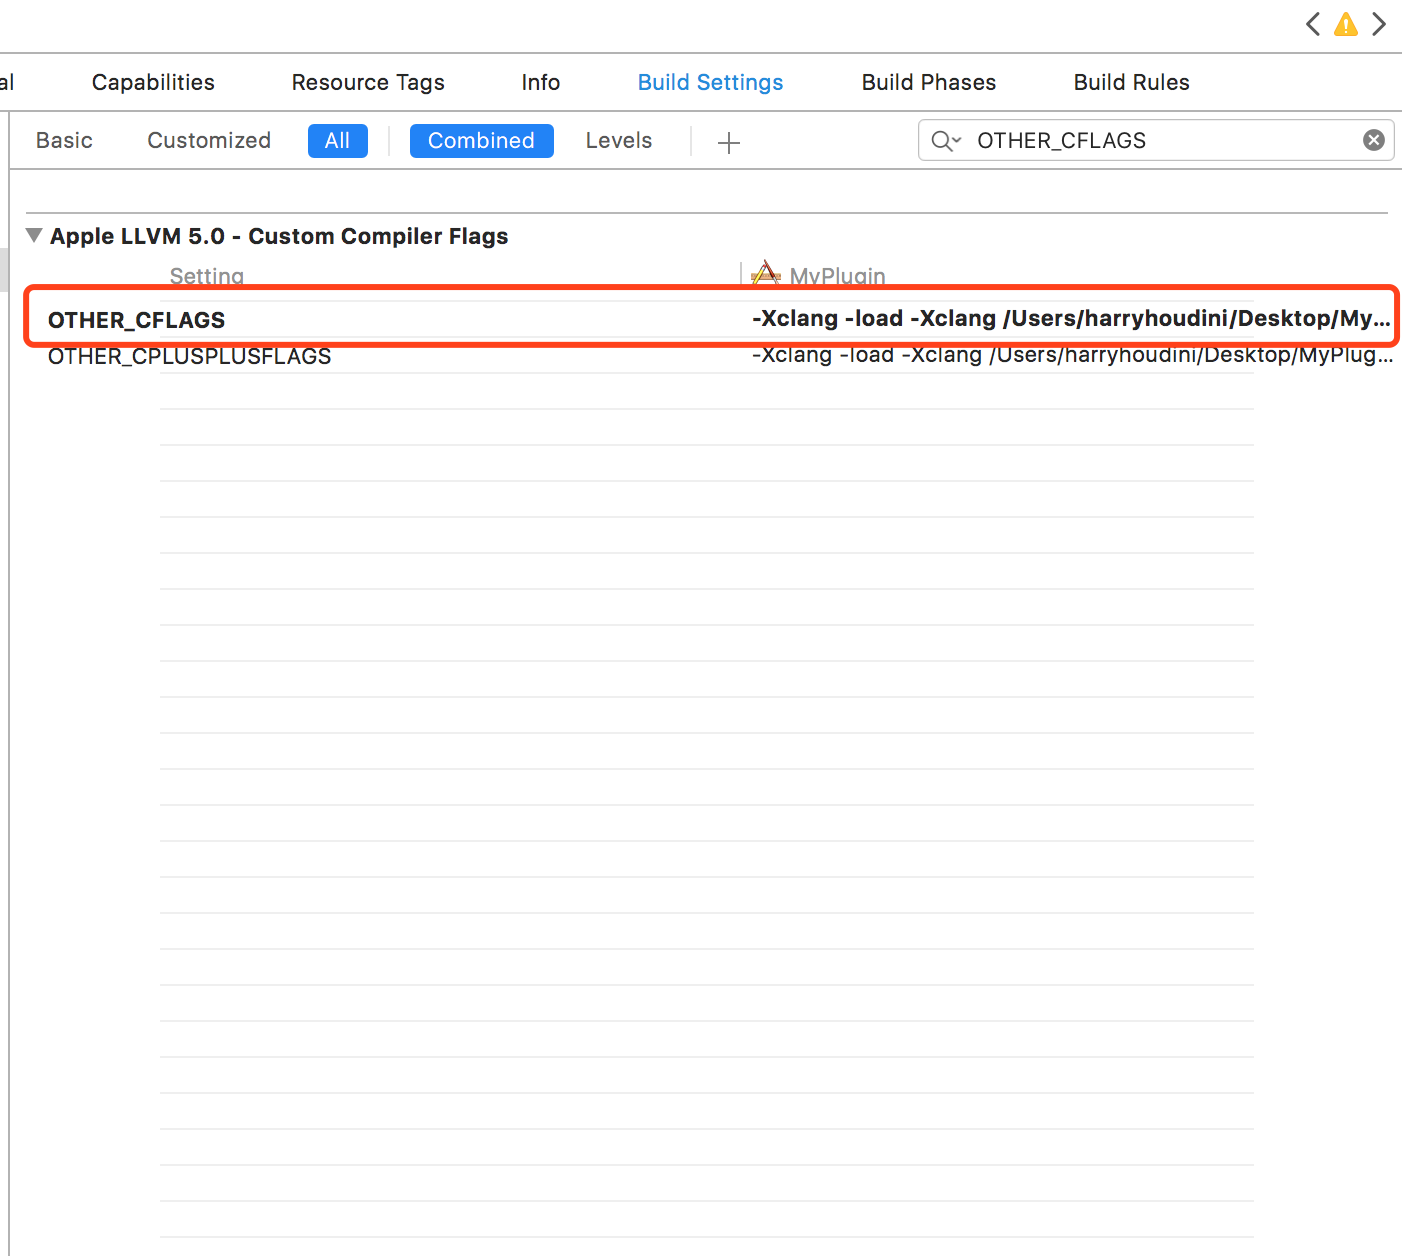 al Capabilities Resource Tags Info Build Settings Build Phases Build Rules
Basic Customized All Combined Levels + OTHER_CFLAGS
Apple LLVM 5.0 - Custom Compiler Flags
Setting MyPlugin
OTHER_CFLAGS -Xclang -load -Xclang /Users/harryhoudini/Desktop/My...
OTHER_CPLUSPLUSFLAGS -Xclang -load -Xclang /Users/harryhoudini/Desktop/MyPlug...